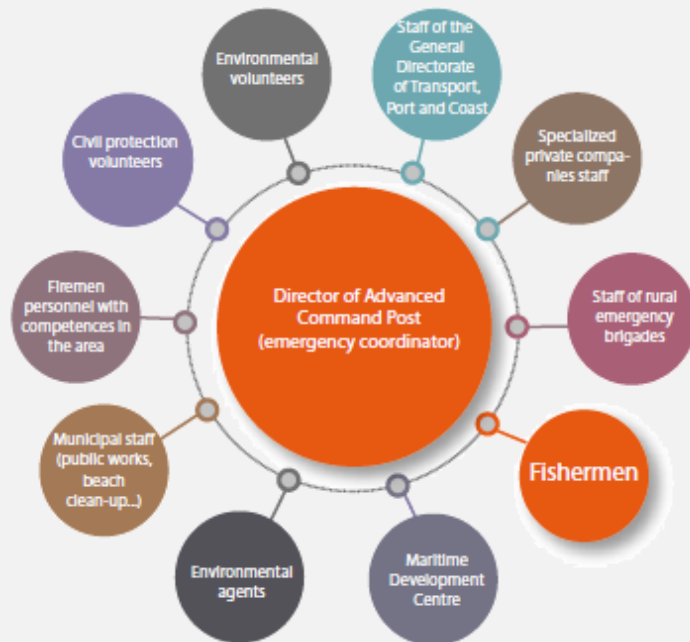 Environmental
volunteers
Staff of the
General
Directorate
of Transport,
Port and Coast
Civil protection
volunteers
Specialized
private compa-
nies staff
Firemen
personnel with
competences in
the area
Director of Advanced
Command Post
(emergency coordinator)
Staff of rural
emergency
brigades
Municipal staff
(public works,
beach
clean-up...)
Fishermen
Environmental
agents
Maritime
Development
Centre